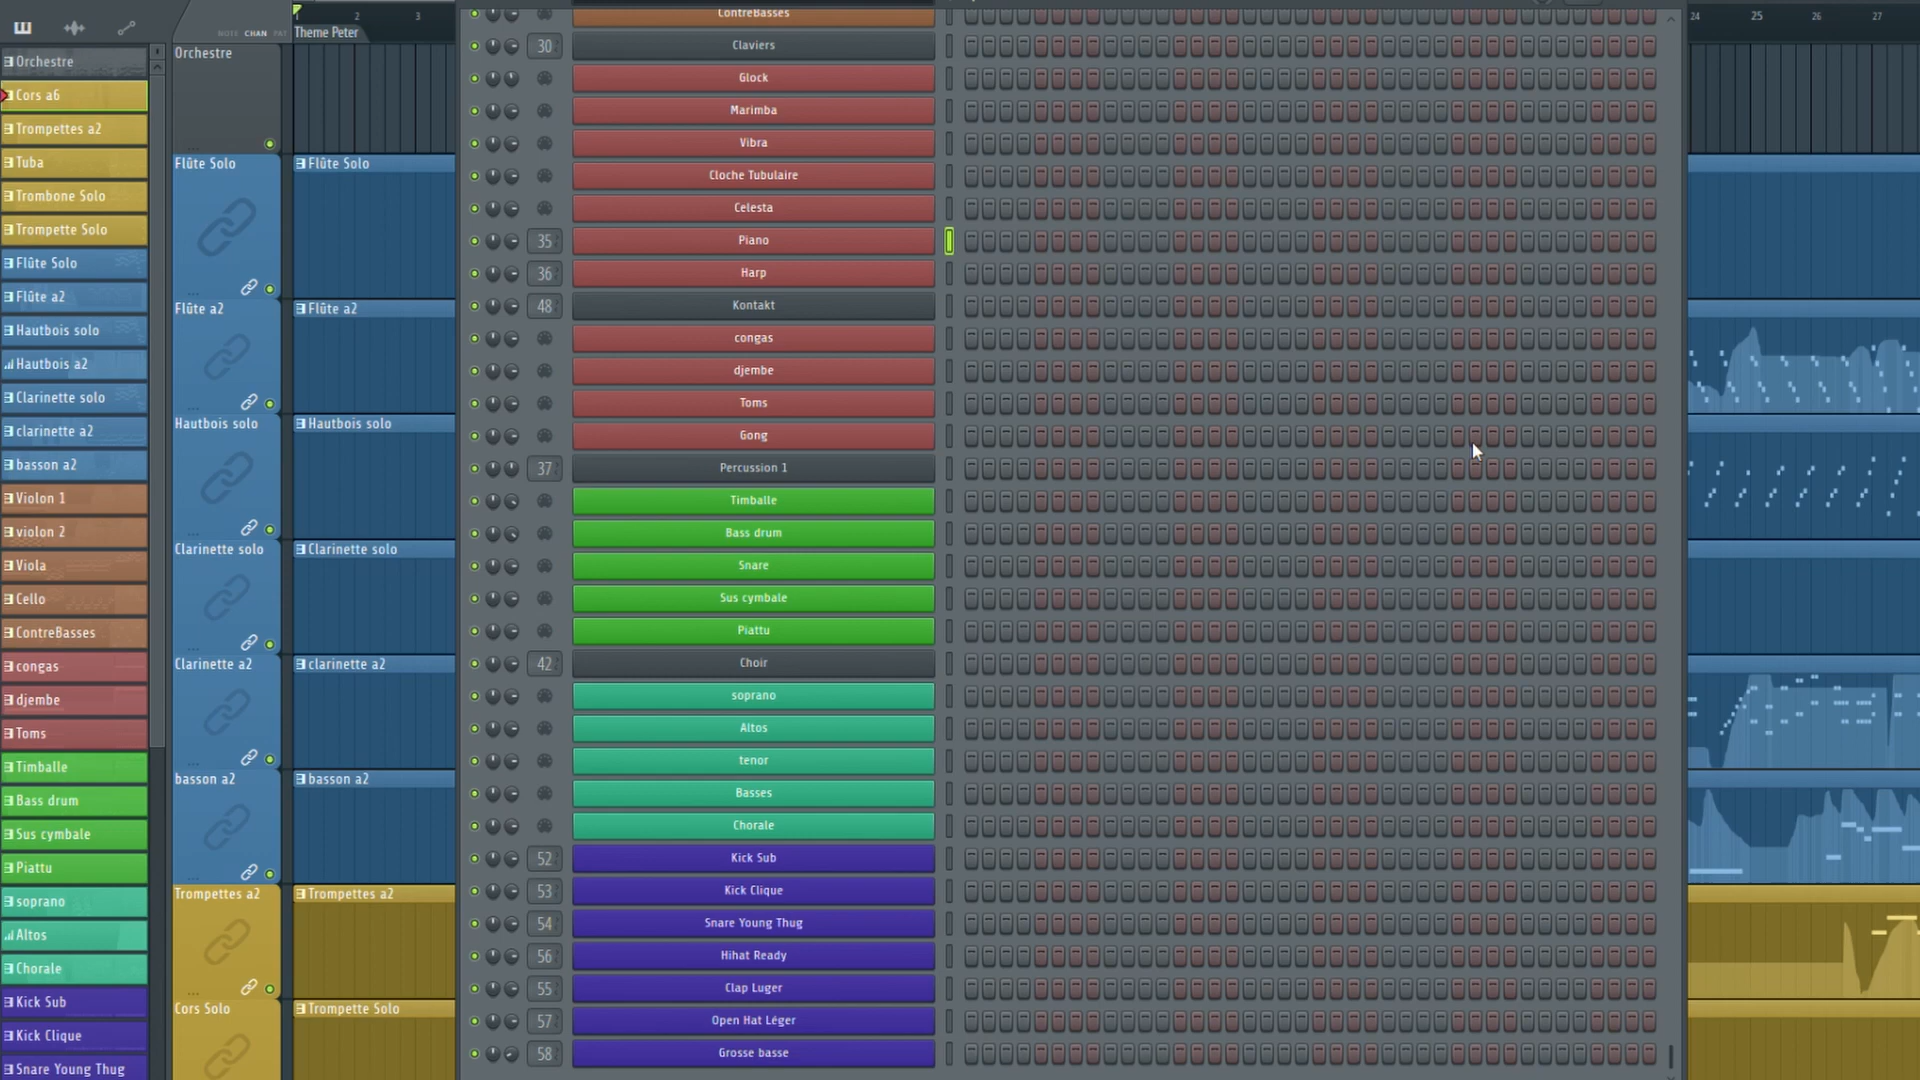 NOTE CHAN PAT
1 2 3
Theme Peter
24 25 26 27
Orchestre
Cors a6
Trompettes a2
Tuba
Trombone Solo
Trompette Solo
Flûte Solo
Flûte a2
Hautbois solo
Hautbois a2
Clarinette solo
clarinette a2
basson a2
Violon 1
violon 2
Viola
Cello
ContreBasses
congas
djembe
Toms
Timballe
Bass drum
Sus cymbale
Piattu
soprano
Altos
Chorale
Kick Sub
Kick Clique
Snare Young Thug
Orchestre
Flûte Solo
Flûte a2
Hautbois solo
Clarinette solo
Clarinette a2
basson a2
Trompettes a2
Cors Solo
Flûte Solo
Flûte a2
Hautbois solo
Clarinette solo
clarinette a2
basson a2
Trompettes a2
Trompette Solo
ContreBasses
30 Claviers
Glock
Marimba
Vibra
Cloche Tubulaire
Celesta
35 Piano
36 Harp
48 Kontakt
congas
djembe
Toms
Gong
37 Percussion 1
Timballe
Bass drum
Snare
Sus cymbale
Piattu
42 Choir
soprano
Altos
tenor
Basses
Chorale
52 Kick Sub
53 Kick Clique
54 Snare Young Thug
56 Hihat Ready
55 Clap Luger
57 Open Hat Léger
58 Grosse basse